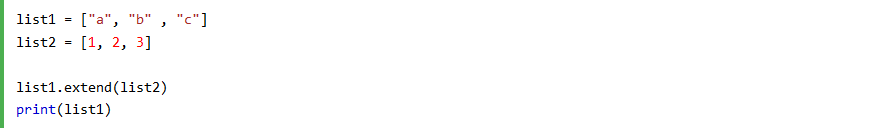 list1 = ["a", "b" , "c"]
list2 = [1, 2, 3]
list1.extend(list2)
print(list1)